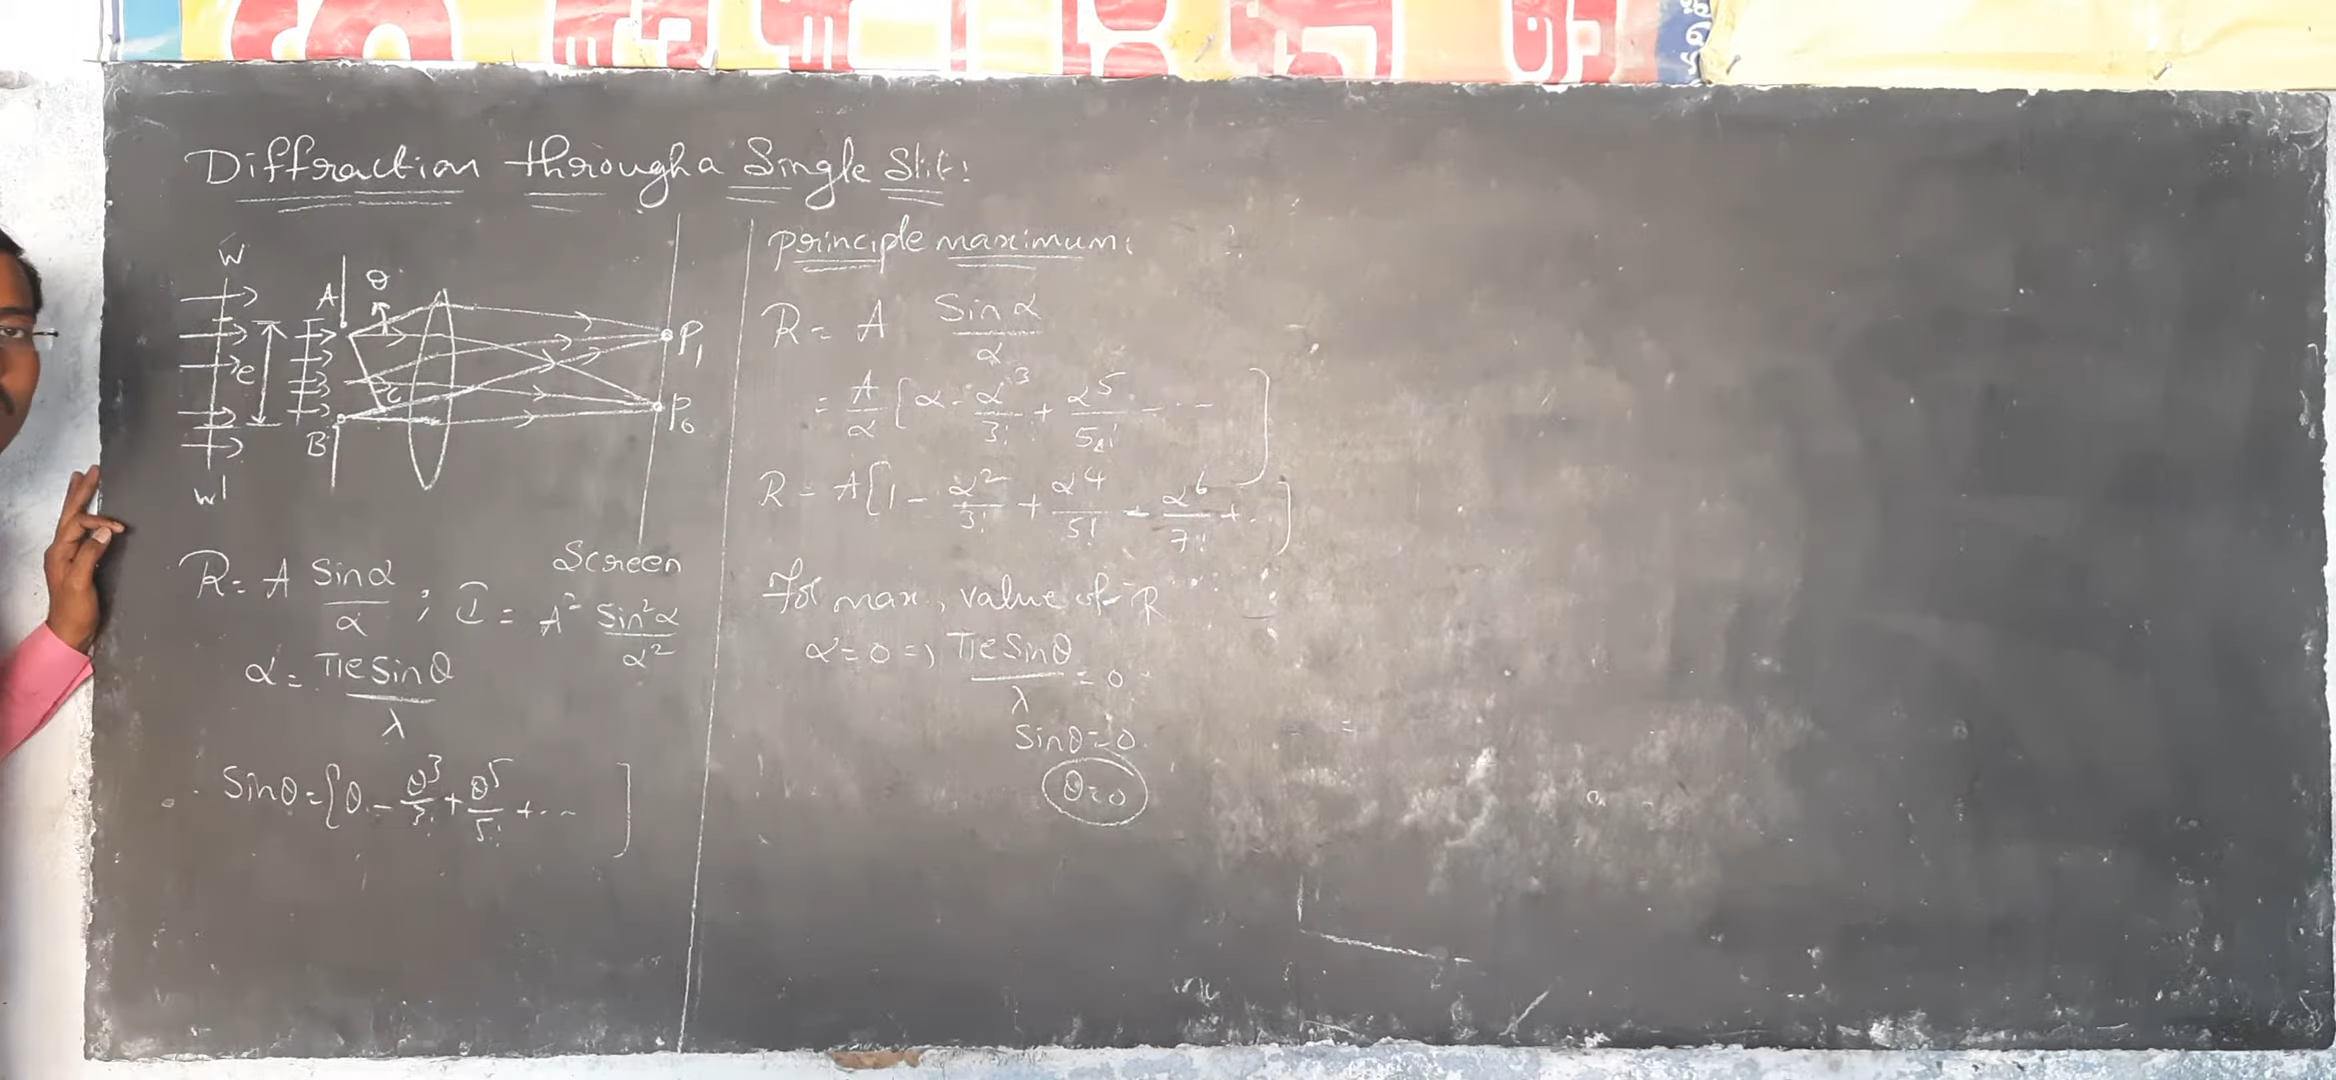 Diffraction through a Single Slit:
W
A
θ
e
C
B
W1
P1
P0
Screen
R = A Sinα/α ; I = A² Sin²α/α²
α = πe Sinθ/λ
Sinθ = [θ - θ³/3! + θ⁵/5! + ... ]
principle maximum:
R = A Sinα/α
= A/α [α - α³/3! + α⁵/5! - ... ]
R = A[1 - α²/3! + α⁴/5! - α⁶/7! + .. ]
For max, value of R
α = 0 ⇒ πe Sinθ/λ = 0
Sinθ = 0
θ = 0